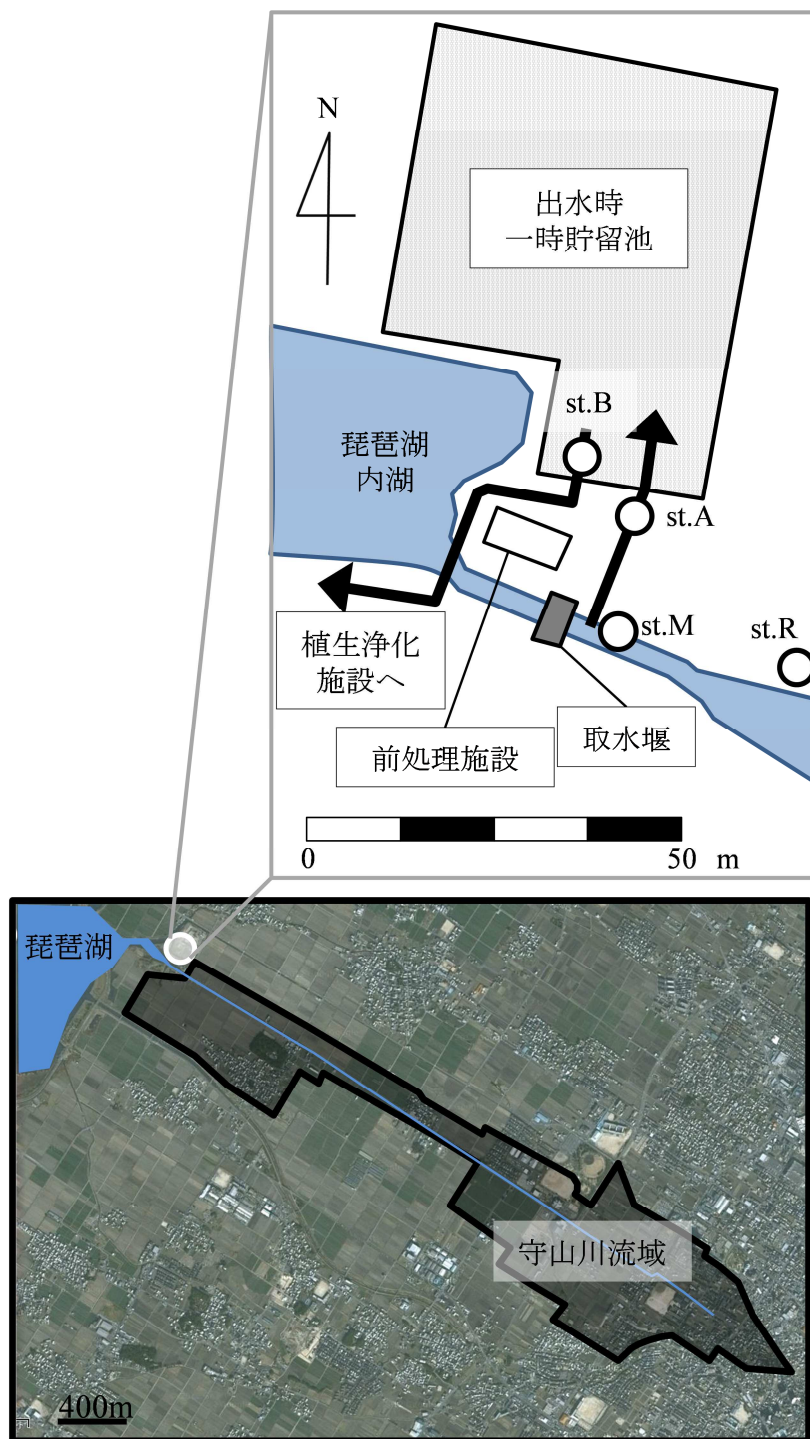 N
出水時
一時貯留池
st.B
琵琶湖
内湖
st.A
st.M
st.R
植生浄化
施設へ
取水堰
前処理施設
0
50 m
琵琶湖
守山川流域
400m